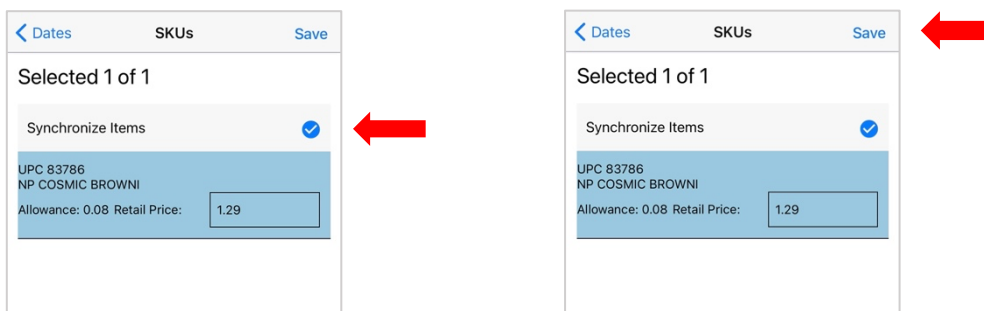 Dates SKUs Save
Selected 1 of 1
Synchronize Items
UPC 83786
NP COSMIC BROWNI
Allowance: 0.08 Retail Price: 1.29
Dates SKUs Save
Selected 1 of 1
Synchronize Items
UPC 83786
NP COSMIC BROWNI
Allowance: 0.08 Retail Price: 1.29